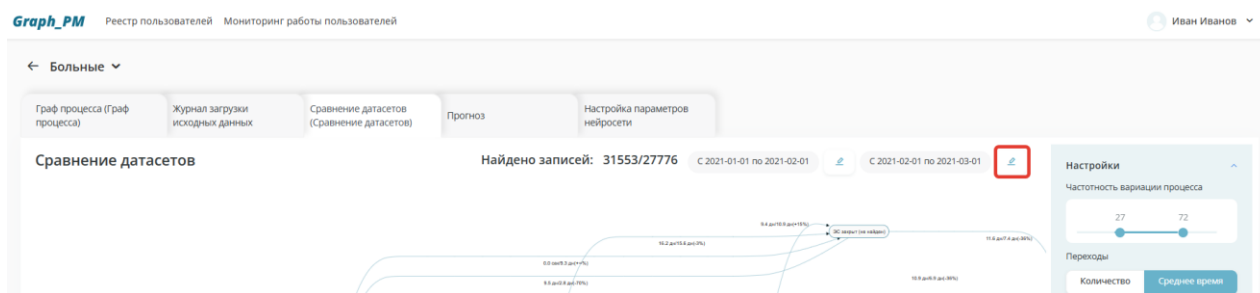 Graph_PM Реестр пользователей Мониторинг работы пользователей Иван Иванов
Больные
Граф процесса (Граф процесса)
Журнал загрузки исходных данных
Сравнение датасетов (Сравнение датасетов)
Прогноз
Настройка параметров нейросети
Сравнение датасетов
Найдено записей: 31553/27776
С 2021-01-01 по 2021-02-01
С 2021-02-01 по 2021-03-01
Настройки
Частотность вариации процесса
27 72
Переходы
Количество Среднее время